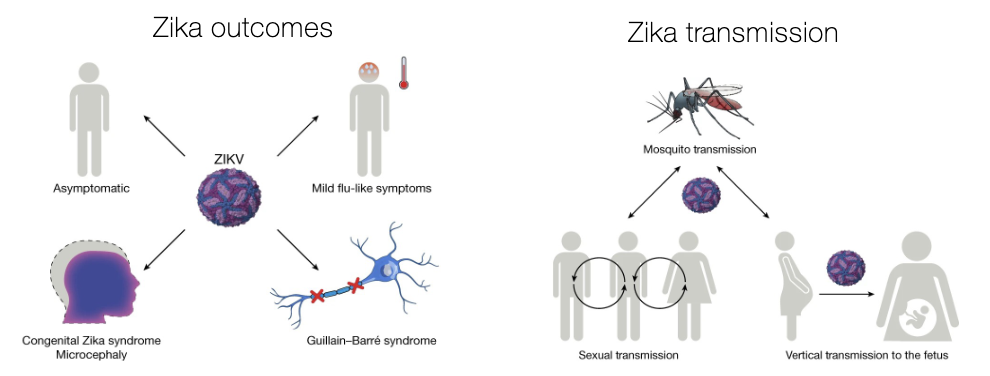 Zika outcomes
Asymptomatic
ZIKV
Mild flu-like symptoms
Congenital Zika syndrome
Microcephaly
Guillain–Barré syndrome
Zika transmission
Mosquito transmission
Sexual transmission
Vertical transmission to the fetus